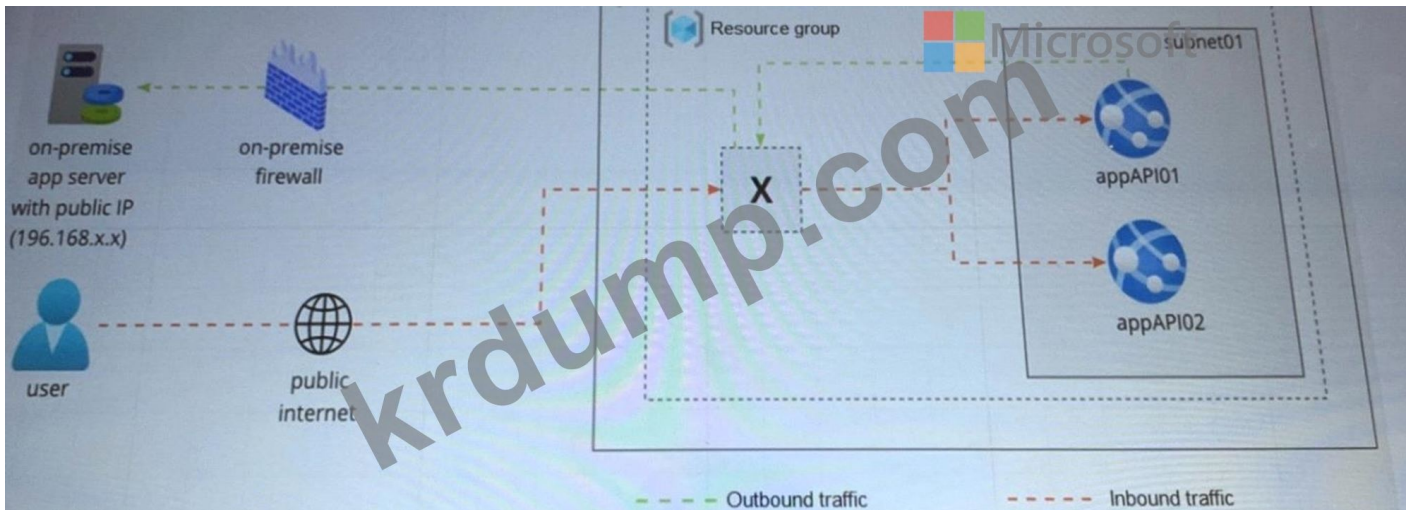 Resource group
Microsoft
subnet01
on-premise
app server
with public IP
(196.168.x.x)
on-premise
firewall
X
appAPI01
appAPI02
user
public
internet
krdump.com
Outbound traffic
Inbound traffic